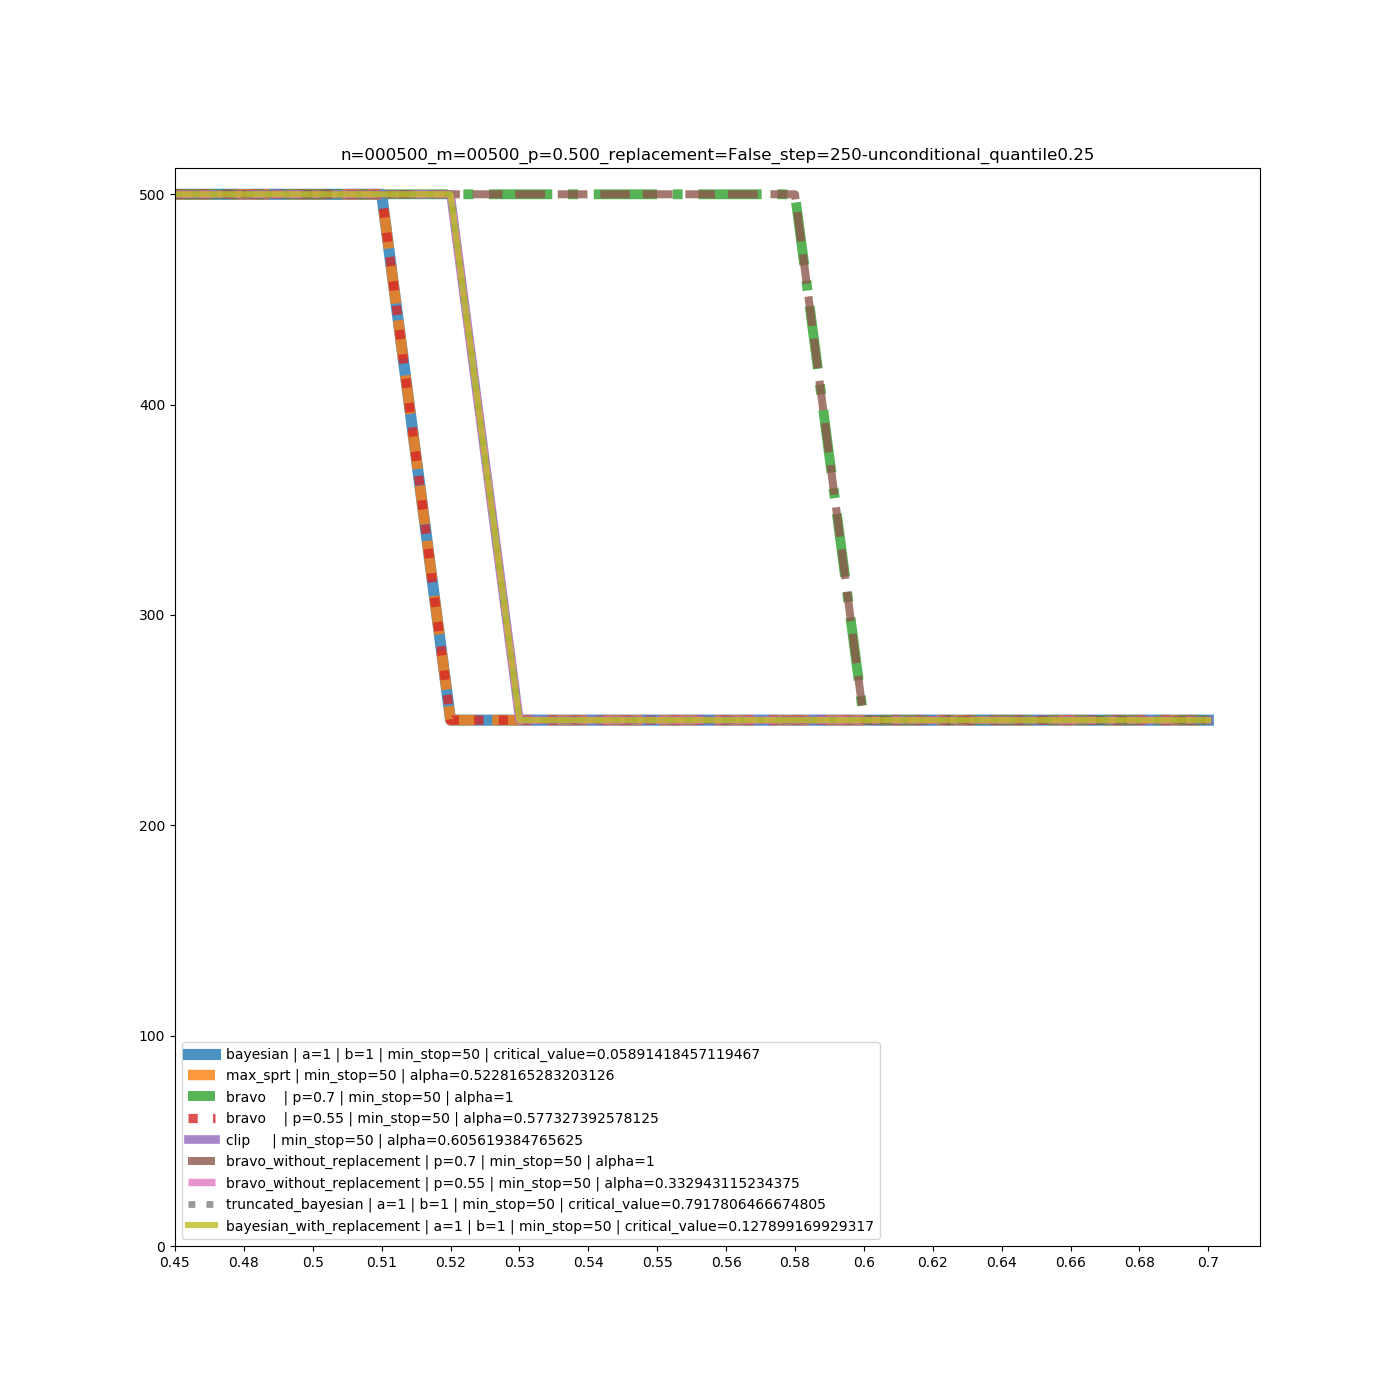 n=000500_m=00500_p=0.500_replacement=False_step=250-unconditional_quantile0.25
500
400
300
200
100
0
bayesian | a=1 | b=1 | min_stop=50 | critical_value=0.05891418457119467
max_sprt | min_stop=50 | alpha=0.5228165283203126
bravo | p=0.7 | min_stop=50 | alpha=1
bravo | p=0.55 | min_stop=50 | alpha=0.577327392578125
clip | min_stop=50 | alpha=0.605619384765625
bravo_without_replacement | p=0.7 | min_stop=50 | alpha=1
bravo_without_replacement | p=0.55 | min_stop=50 | alpha=0.332943115234375
truncated_bayesian | a=1 | b=1 | min_stop=50 | critical_value=0.7917806466674805
bayesian_with_replacement | a=1 | b=1 | min_stop=50 | critical_value=0.127899169929317
0.45 0.48 0.5 0.51 0.52 0.53 0.54 0.55 0.56 0.58 0.6 0.62 0.64 0.66 0.68 0.7